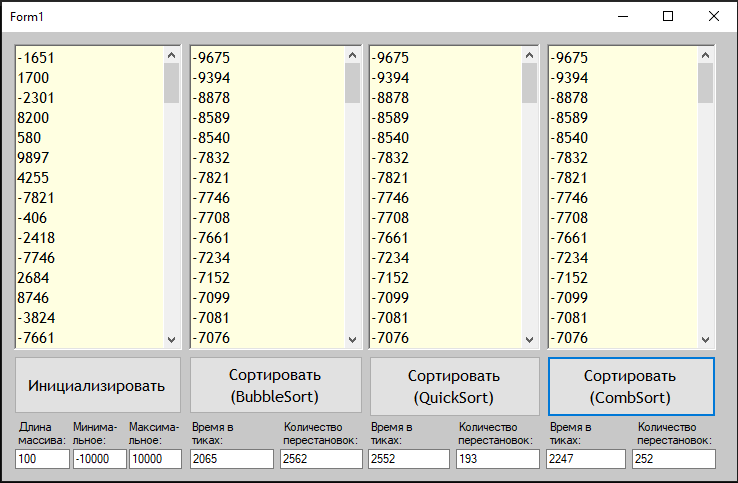 Form1
-1651
1700
-2301
8200
580
9897
4255
-7821
-406
-2418
-7746
2684
8746
-3824
-7661
-9675
-9394
-8878
-8589
-8540
-7832
-7821
-7746
-7708
-7661
-7234
-7152
-7099
-7081
-7076
-9675
-9394
-8878
-8589
-8540
-7832
-7821
-7746
-7708
-7661
-7234
-7152
-7099
-7081
-7076
-9675
-9394
-8878
-8589
-8540
-7832
-7821
-7746
-7708
-7661
-7234
-7152
-7099
-7081
-7076
Инициализировать
Сортировать
(BubbleSort)
Сортировать
(QuickSort)
Сортировать
(CombSort)
Длина
массива:
100
Минима-
льное:
-10000
Максима-
льное:
10000
Время в
тиках:
2065
Количество
перестановок:
2562
Время в
тиках:
2552
Количество
перестановок:
193
Время в
тиках:
2247
Количество
перестановок:
252